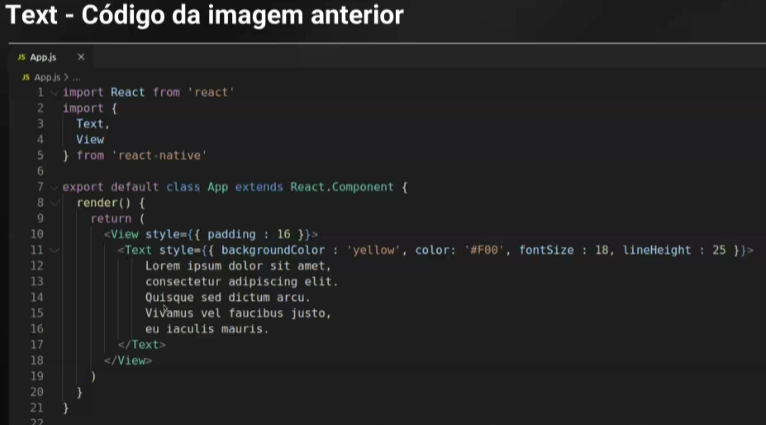 Text - Código da imagem anterior
JS App.js ×
JS App.js > ...
1 import React from 'react'
2 import {
3 Text,
4 View
5 } from 'react-native'
6
7 export default class App extends React.Component {
8 render() {
9 return (
10 <View style={{ padding : 16 }}>
11 <Text style={{ backgroundColor : 'yellow', color: '#F00', fontSize : 18, lineHeight : 25 }}>
12 Lorem ipsum dolor sit amet,
13 consectetur adipiscing elit.
14 Quisque sed dictum arcu.
15 Vivamus vel faucibus justo,
16 eu iaculis mauris.
17 </Text>
18 </View>
19 )
20 }
21 }
22